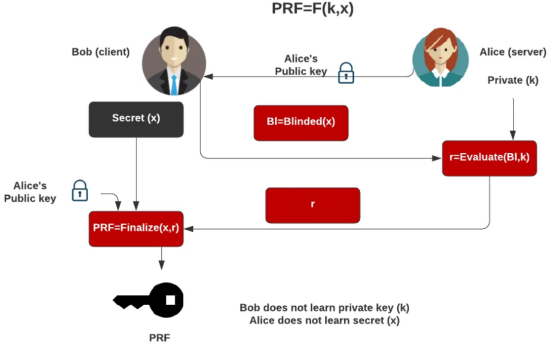 PRF=F(k,x)
Bob (client)
Alice's
Public key
Alice (server)
Private (k)
Secret (x)
Bl=Blinded(x)
r=Evaluate(Bl,k)
Alice's
Public key
r
PRF=Finalize(x,r)
Bob does not learn private key (k)
Alice does not learn secret (x)
PRF